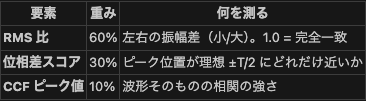 要素 重み 何を測る
RMS 比 60% 左右の振幅差（小/大）。1.0 = 完全一致
位相差スコア 30% ピーク位置が理想 ±T/2 にどれだけ近いか
CCF ピーク値 10% 波形そのものの相関の強さ